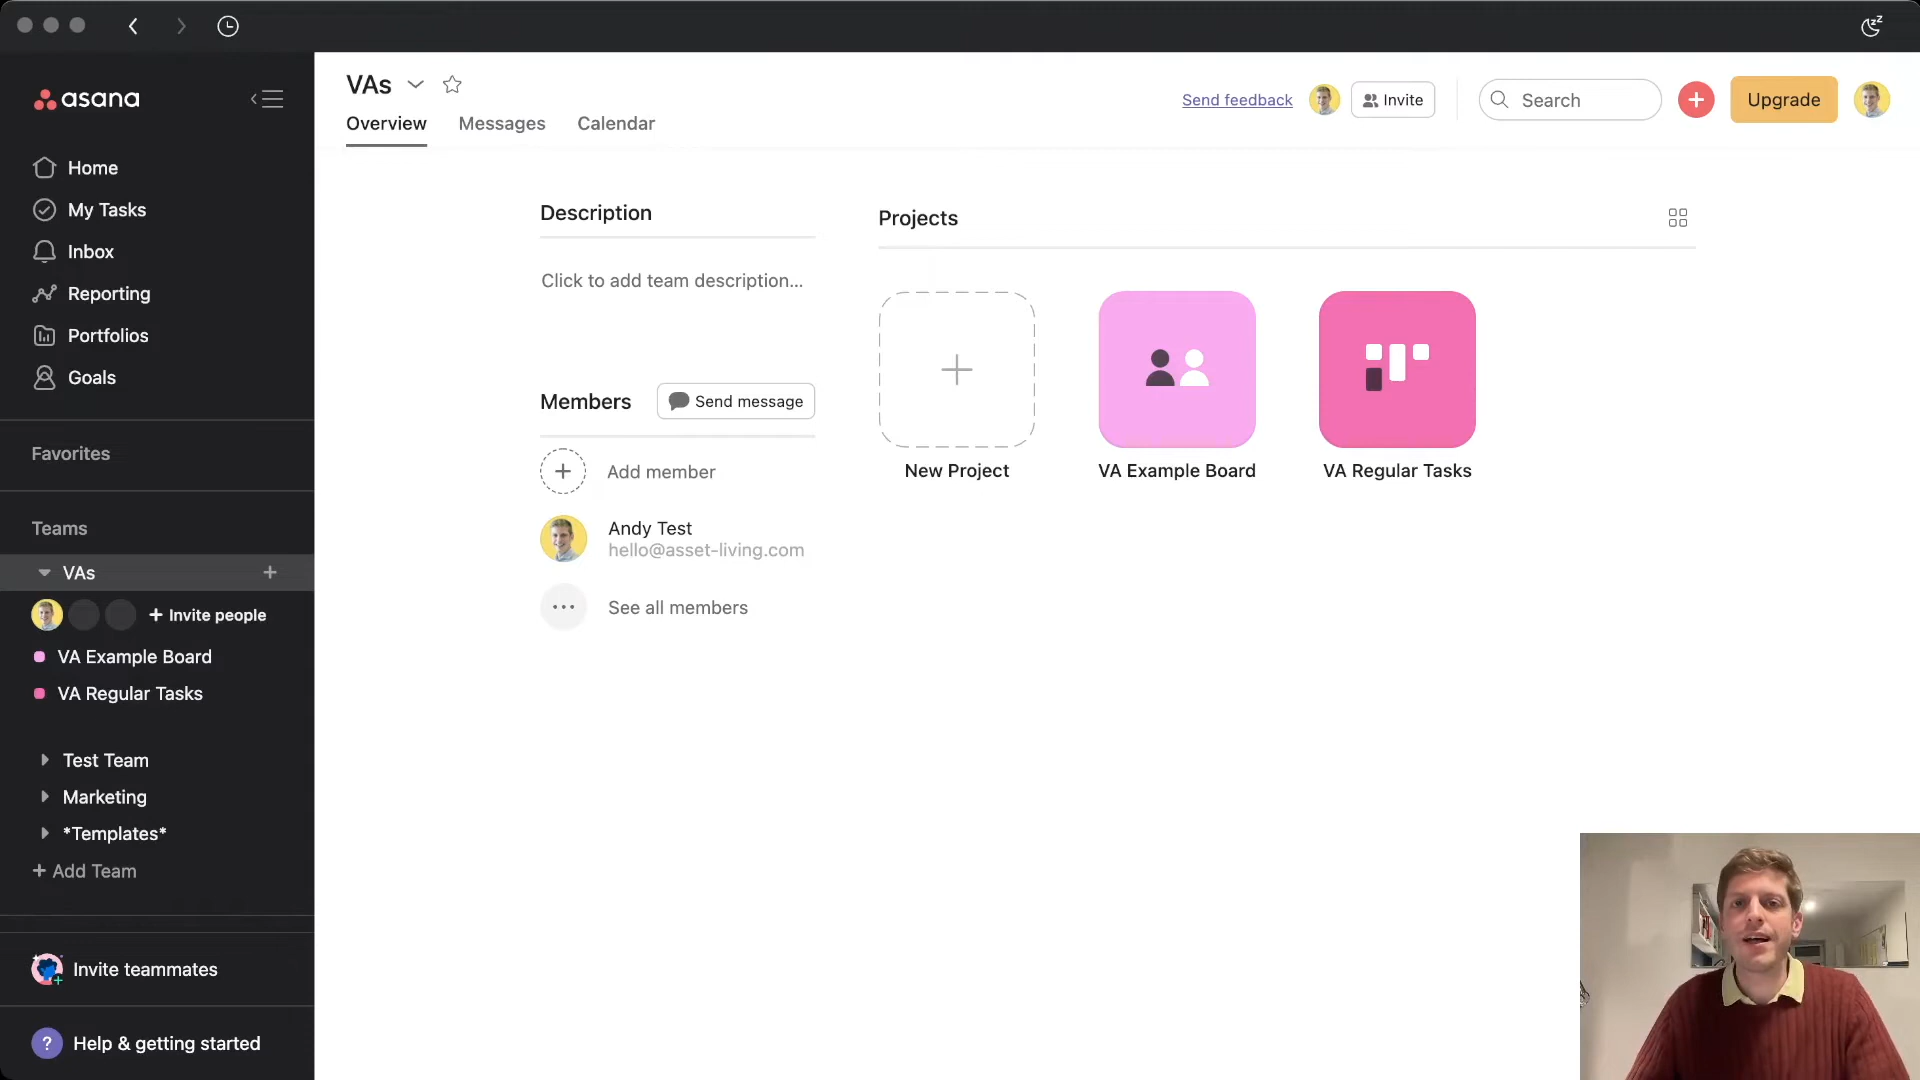 asana
Home
My Tasks
Inbox
Reporting
Portfolios
Goals
Favorites
Teams
VAs
+ Invite people
VA Example Board
VA Regular Tasks
Test Team
Marketing
*Templates*
+ Add Team
Invite teammates
? Help & getting started
VAs
Overview Messages Calendar
Send feedback
Invite
Search
Upgrade
Description
Click to add team description...
Members
Send message
Add member
Andy Test
hello@asset-living.com
See all members
Projects
New Project
VA Example Board
VA Regular Tasks